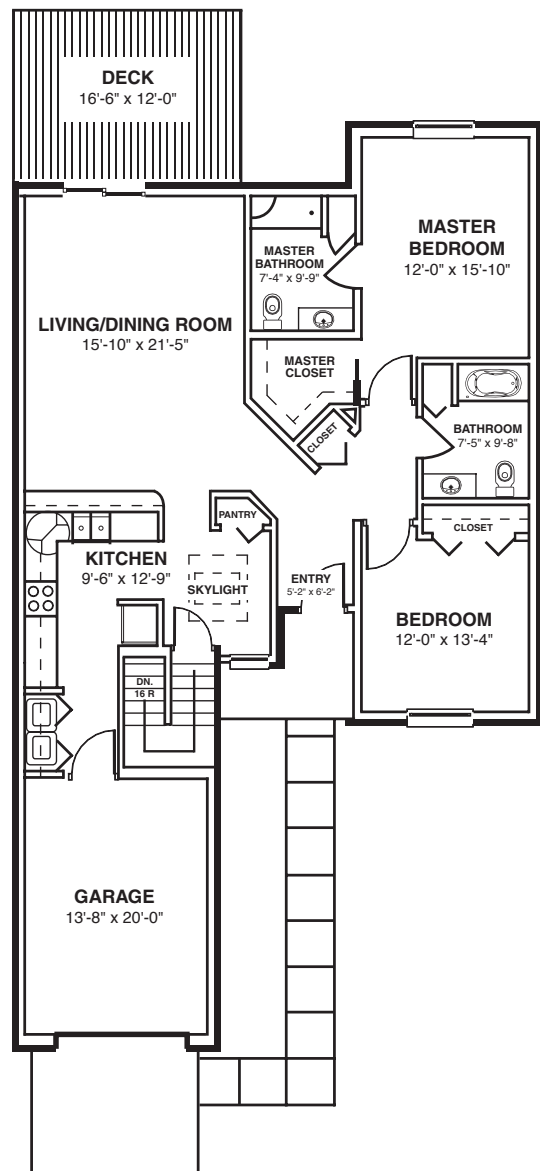 DECK
16'-6" x 12'-0"
MASTER
BEDROOM
12'-0" x 15'-10"
MASTER
BATHROOM
7'-4" x 9'-9"
LIVING/DINING ROOM
15'-10" x 21'-5"
MASTER
CLOSET
CLOSET
BATHROOM
7'-5" x 9'-8"
PANTRY
CLOSET
KITCHEN
9'-6" x 12'-9"
SKYLIGHT
ENTRY
5'-2" x 6'-2"
BEDROOM
12'-0" x 13'-4"
DN.
16 R
GARAGE
13'-8" x 20'-0"